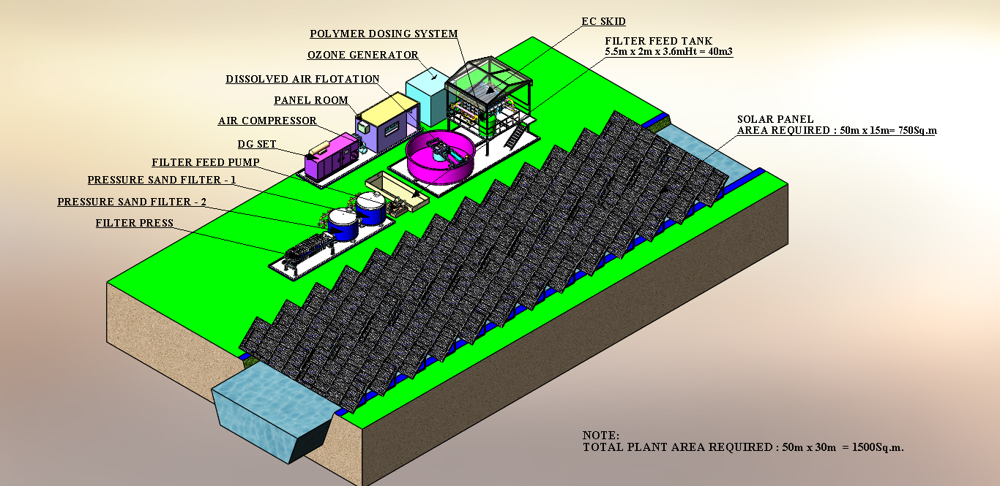 EC SKID
POLYMER DOSING SYSTEM
FILTER FEED TANK
5.5m x 2m x 3.6mHt = 40m3
OZONE GENERATOR
DISSOLVED AIR FLOTATION
PANEL ROOM
AIR COMPRESSOR
SOLAR PANEL
AREA REQUIRED : 50m x 15m= 750Sq.m
DG SET
FILTER FEED PUMP
PRESSURE SAND FILTER - 1
PRESSURE SAND FILTER - 2
FILTER PRESS
NOTE:
TOTAL PLANT AREA REQUIRED : 50m x 30m = 1500Sq.m.